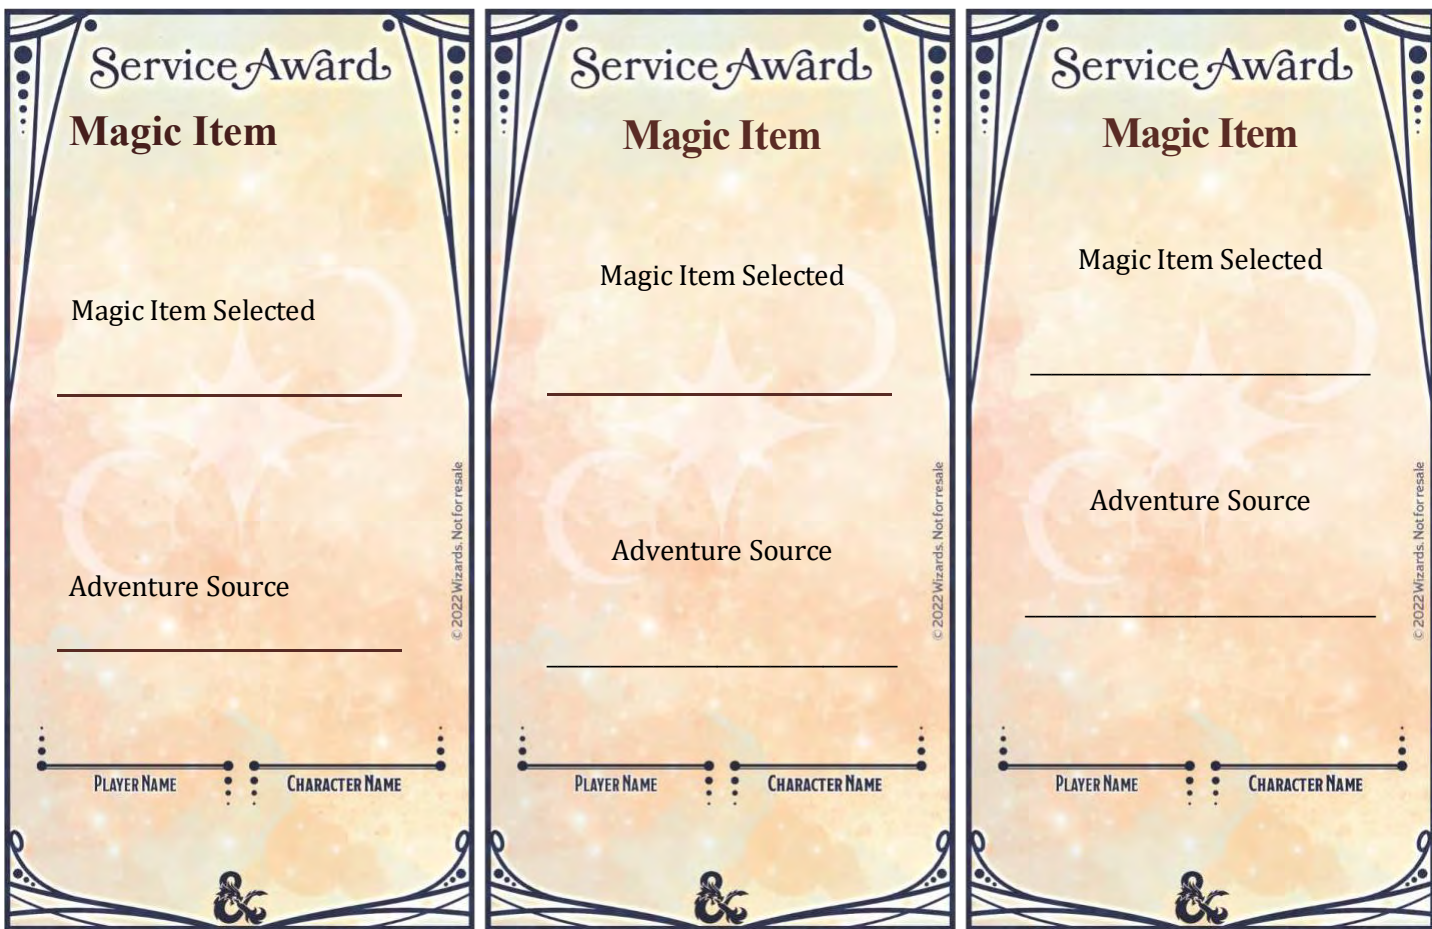 Service Award
Magic Item
Magic Item Selected
Adventure Source
© 2022 Wizards. Not for resale
PLAYER NAME
CHARACTER NAME
Service Award
Magic Item
Magic Item Selected
Adventure Source
© 2022 Wizards. Not for resale
PLAYER NAME
CHARACTER NAME
Service Award
Magic Item
Magic Item Selected
Adventure Source
© 2022 Wizards. Not for resale
PLAYER NAME
CHARACTER NAME